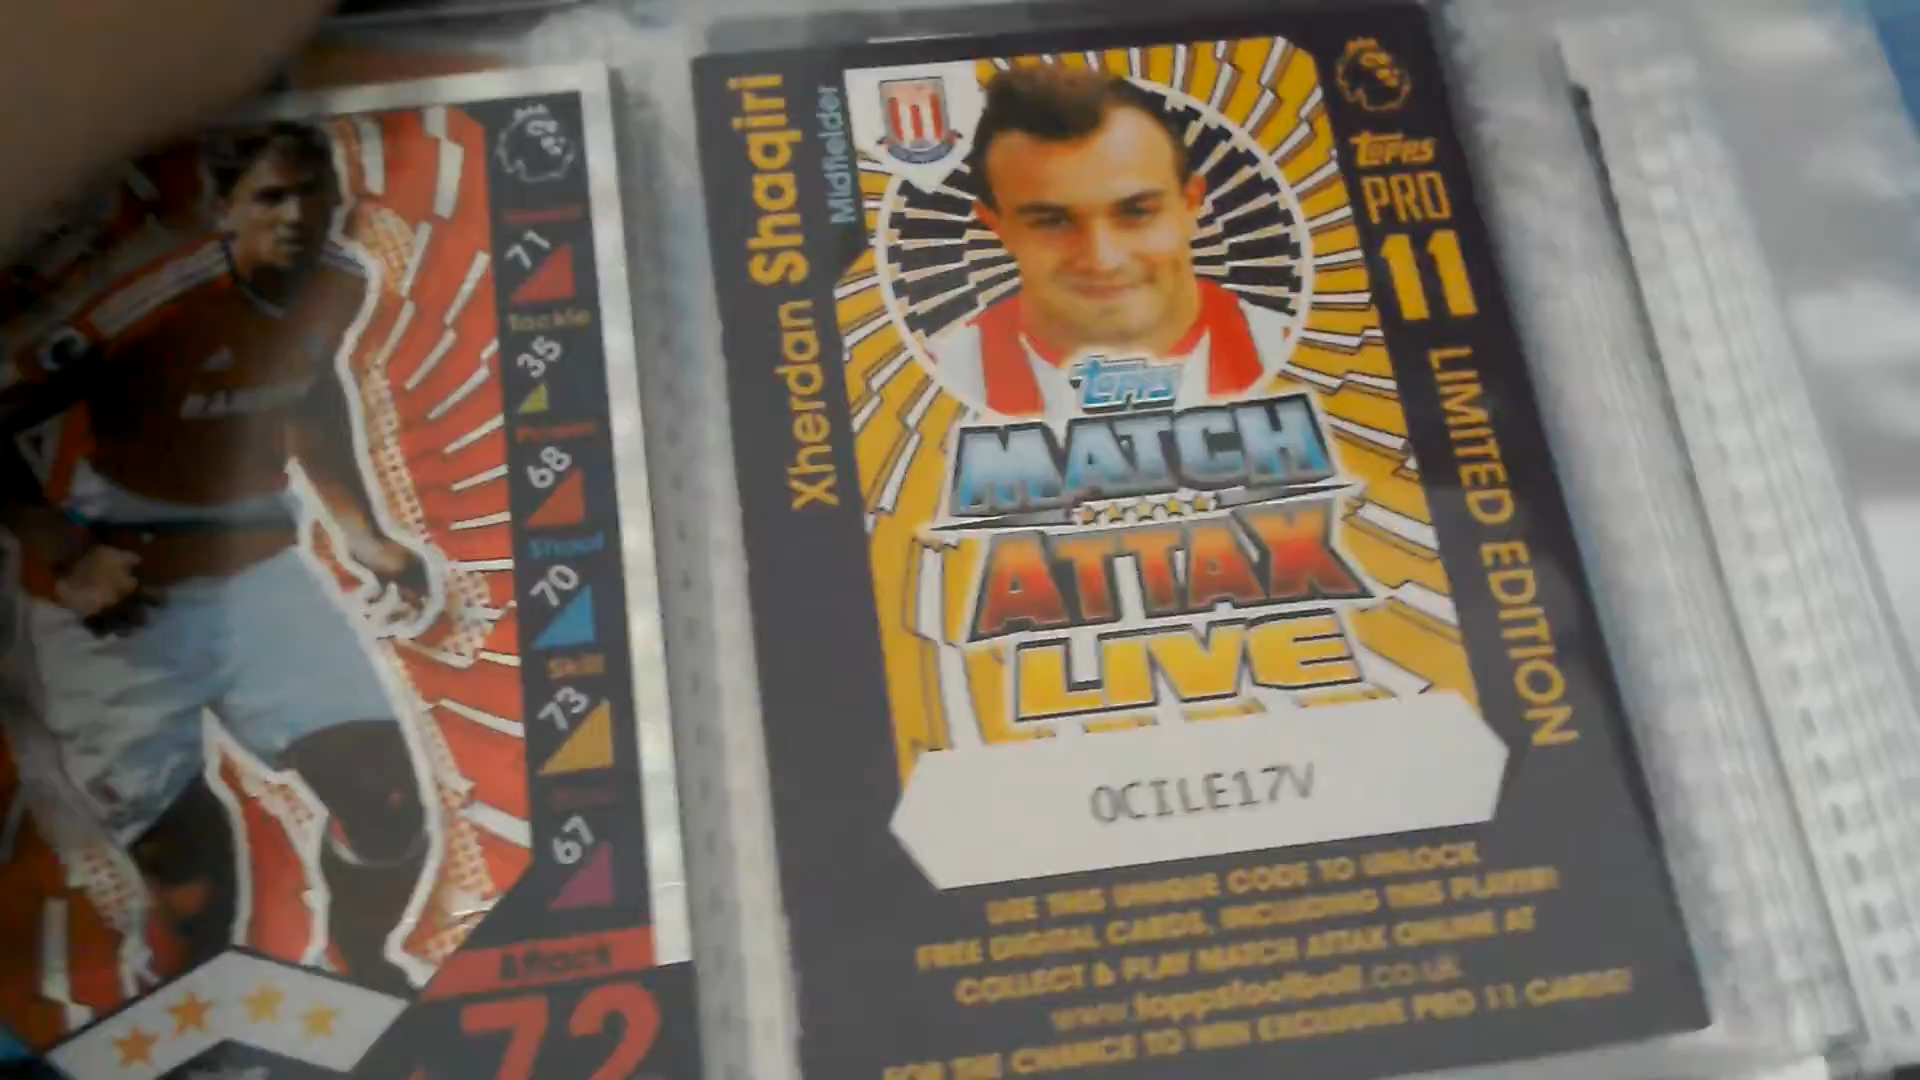 71
Tackle
35
Power
68
Shoot
70
Skill
73
67
Attack
72
Xherdan Shaqiri
Midfielder
TOPPS
PRO
11
LIMITED EDITION
TOPPS
MATCH
ATTAX
LIVE
0CILE17V
USE THIS UNIQUE CODE TO UNLOCK
FREE DIGITAL CARDS, INCLUDING THIS PLAYER!
COLLECT & PLAY MATCH ATTAX ONLINE AT
www.toppsfootball.co.uk
FOR THE CHANCE TO WIN EXCLUSIVE PRO 11 CARDS!